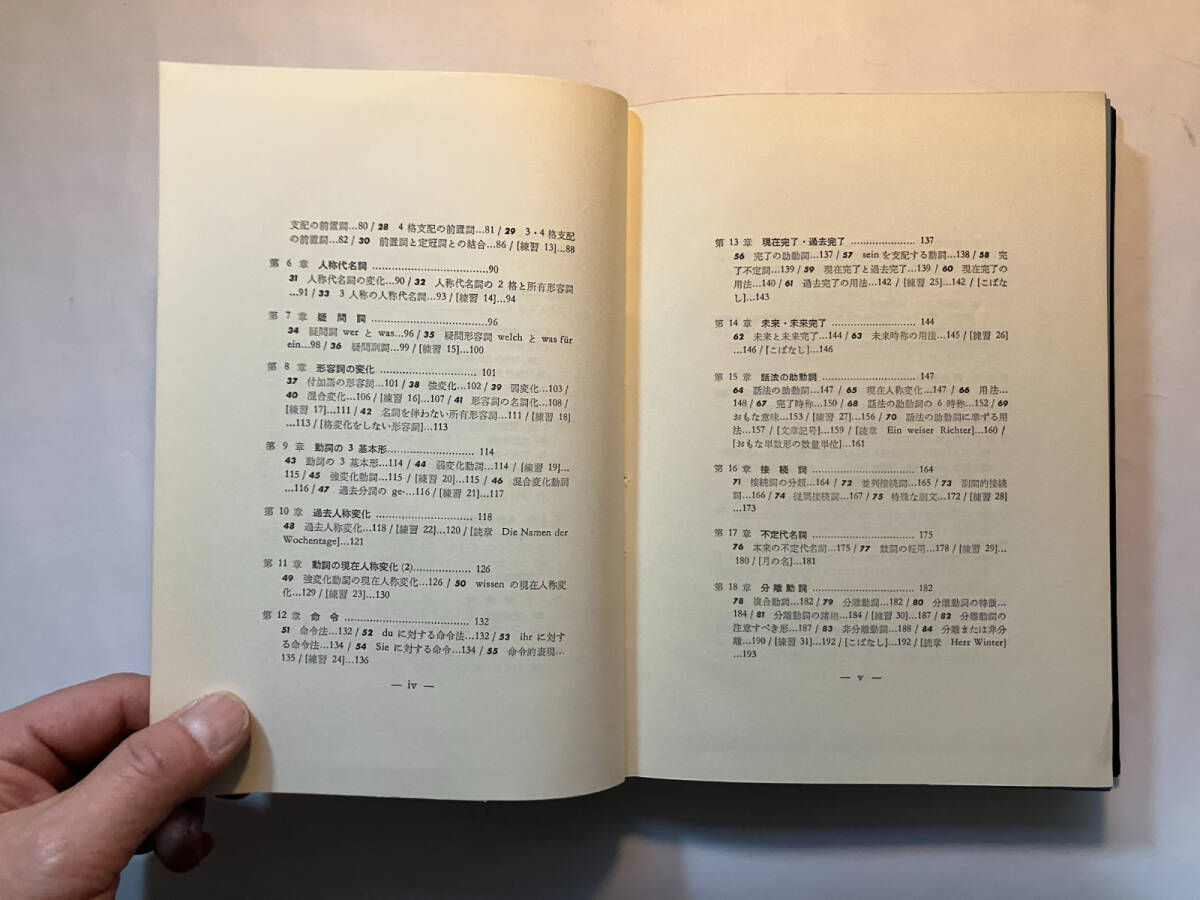 支配の前置詞…80 / 28 4 格支配の前置詞…81 / 29 3・4 格支配
の前置詞…82 / 30 前置詞と定冠詞との結合…86 / [練習 13]…88
第 6 章 人称代名詞 ……………………………90
31 人称代名詞の変化…90 / 32 人称代名詞の 2 格と所有形容詞
…91 / 33 3 人称の人称代名詞…93 / [練習 14]…94
第 7 章 疑 問 詞 ……………………………96
34 疑問詞 wer と was…96 / 35 疑問形容詞 welch と was für
ein…98 / 36 疑問副詞…99 / [練習 15]…100
第 8 章 形容詞の変化 ……………………… 101
37 付加語的形容詞…101 / 38 強変化…102 / 39 弱変化…103 /
40 混合変化…106 / [練習 16]…107 / 41 形容詞の名詞化…108 /
[練習 17]…111 / 42 名詞を伴わない所有形容詞…111 / [練習 18]
…113 / [格変化をしない形容詞]…113
第 9 章 動詞の 3 基本形…………………… 114
43 動詞の 3 基本形…114 / 44 弱変化動詞…114 / [練習 19]…
115 / 45 強変化動詞…115 / [練習 20]…115 / 46 混合変化動詞
…116 / 47 過去分詞の ge-…116 / [練習 21]…117
第 10 章 過去人称変化 ……………………… 118
48 過去人称変化…118 / [練習 22]…120 / [読章 Die Namen der
Wochentage]…121
第 11 章 動詞の現在人称変化 (2)…………… 126
49 強変化動詞の現在人称変化…126 / 50 wissen の現在人称変
化…129 / [練習 23]…130
第 12 章 命 令 ……………………………… 132
51 命令法…132 / 52 du に対する命令法…132 / 53 ihr に対す
る命令法…134 / 54 Sie に対する命令…134 / 55 命令的表現…
135 / [練習 24]…136
— iv —
第 13 章 現在完了・過去完了 …………………… 137
56 完了の助動詞…137 / 57 sein を支配する動詞…138 / 58 完
了不定詞…139 / 59 現在完了と過去完了…139 / 60 現在完了の
用法…140 / 61 過去完了の用法…142 / [練習 25]…142 / [こばな
し]…143
第 14 章 未来・未来完了 ………………………… 144
62 未来と未来完了…144 / 63 未来時称の用法…145 / [練習 26]
…146 / [こばなし]…146
第 15 章 話法の助動詞 …………………………… 147
64 話法の助動詞…147 / 65 現在人称変化…147 / 66 用法…
148 / 67 完了時称…150 / 68 話法の助動詞の 6 時称…152 / 69
おもな意味…153 / [練習 27]…156 / 70 話法の助動詞に準ずる用
法…157 / [文章記号]…159 / [読章 Ein weiser Richter]…160 /
[おもな単数形の数量単位]…161
第 16 章 接 続 詞 ……………………………… 164
71 接続詞の分類…164 / 72 並列接続詞…165 / 73 副詞的接続
詞…166 / 74 従属接続詞…167 / 75 特殊な副文…172 / [練習 28]
…173
第 17 章 不定代名詞 …………………………… 175
76 本来の不定代名詞…175 / 77 数詞の転用…178 / [練習 29]…
180 / [月の名]…181
第 18 章 分 離 動 詞 …………………………… 182
78 複合動詞…182 / 79 分離動詞…182 / 80 分離動詞の特徴…
184 / 81 分離動詞の諸相…184 / [練習 30]…187 / 82 分離動詞の
注意すべき形…187 / 83 非分離動詞…188 / 84 分離または非分
離…190 / [練習 31]…192 / [こばなし]…192 / [読章 Herr Winter]
…193
— v —